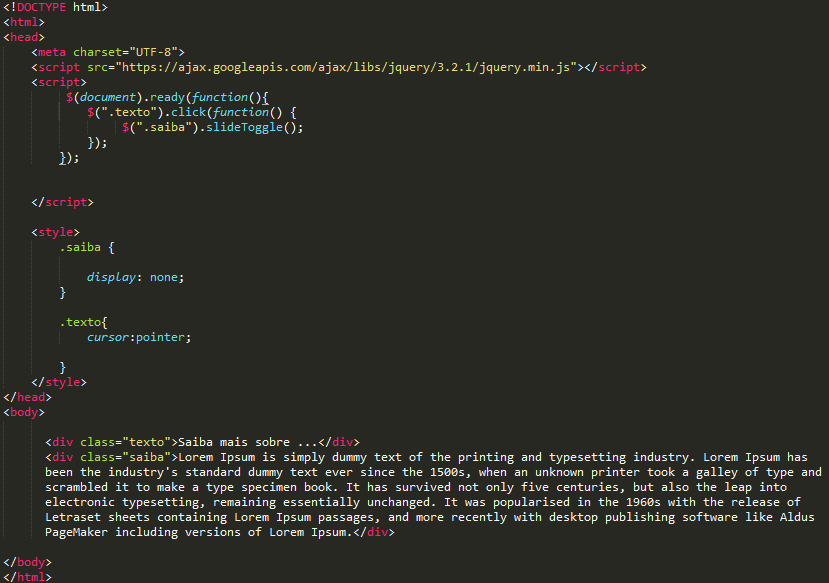 <!DOCTYPE html>
<html>
<head>
    <meta charset="UTF-8">
    <script src="https://ajax.googleapis.com/ajax/libs/jquery/3.2.1/jquery.min.js"></script>
    <script>
         $(document).ready(function(){
            $(".texto").click(function() {
                 $(".saiba").slideToggle();
            });
        });
    </script>
    <style>
        .saiba {
            display: none;
        }
        .texto{
            cursor:pointer;
        }
    </style>
</head>
<body>
      <div class="texto">Saiba mais sobre ...</div>
      <div class="saiba">Lorem Ipsum is simply dummy text of the printing and typesetting industry. Lorem Ipsum has
      been the industry's standard dummy text ever since the 1500s, when an unknown printer took a galley of type and
      scrambled it to make a type specimen book. It has survived not only five centuries, but also the leap into
      electronic typesetting, remaining essentially unchanged. It was popularised in the 1960s with the release of
      Letraset sheets containing Lorem Ipsum passages, and more recently with desktop publishing software like Aldus
      PageMaker including versions of Lorem Ipsum.</div>
</body>
</html>